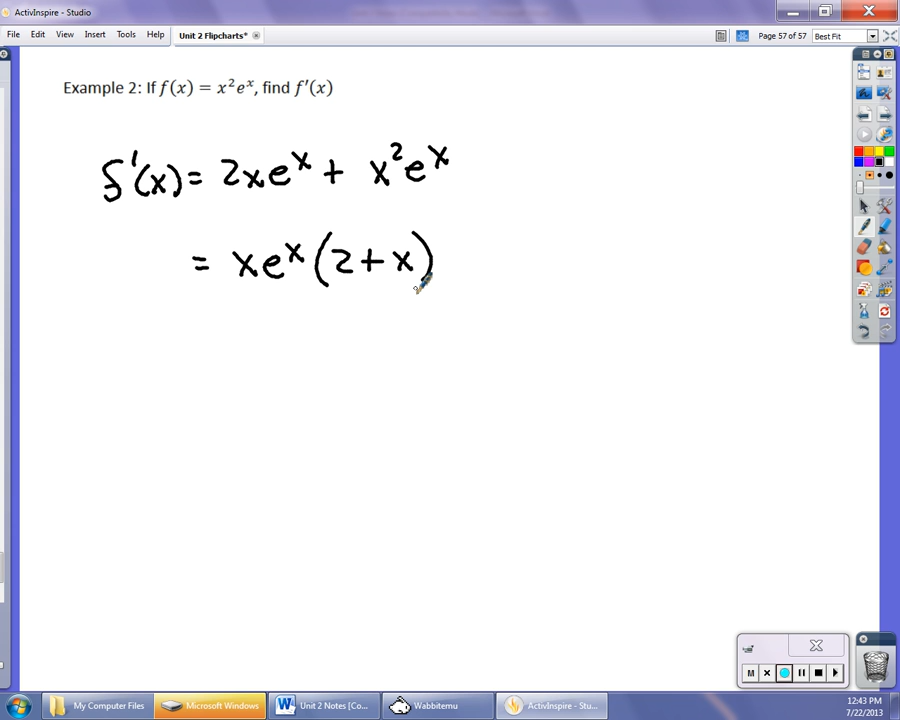 ActivInspire - Studio
File Edit View Insert Tools Help Unit 2 Flipcharts* Page 57 of 57 Best Fit
Example 2: If f(x) = x²eˣ, find f′(x)
f'(x) = 2xeˣ + x²eˣ
= xeˣ(2+x)
M
My Computer Files Microsoft Windows Unit 2 Notes [Co... Wabbitemu ActivInspire - Stu...
12:43 PM
7/22/2013